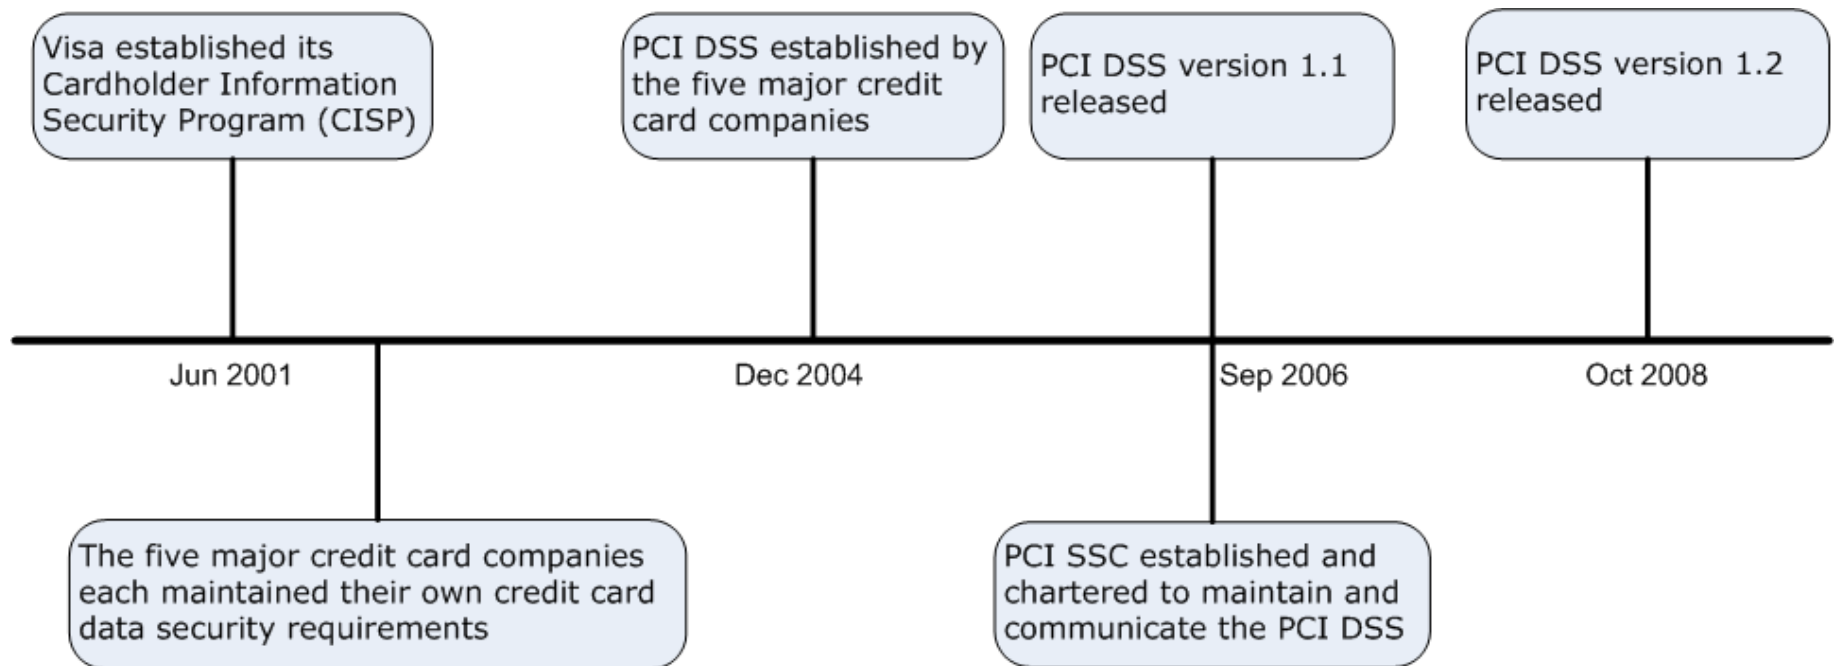 Visa established its
Cardholder Information
Security Program (CISP)
PCI DSS established by
the five major credit
card companies
PCI DSS version 1.1
released
PCI DSS version 1.2
released
Jun 2001
Dec 2004
Sep 2006
Oct 2008
The five major credit card companies
each maintained their own credit card
data security requirements
PCI SSC established and
chartered to maintain and
communicate the PCI DSS